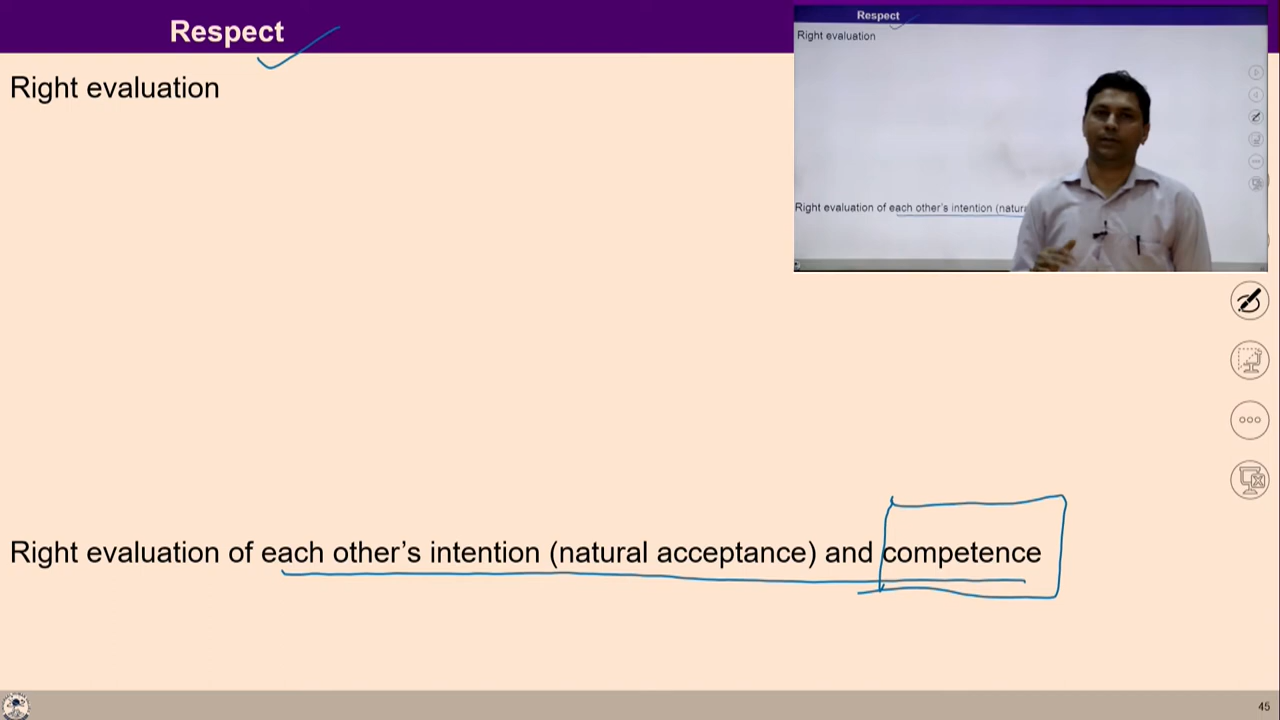 Respect
Right evaluation
Right evaluation of each other's intention (natural acceptance) and competence
45
Respect
Right evaluation
Right evaluation of each other's intention (natur